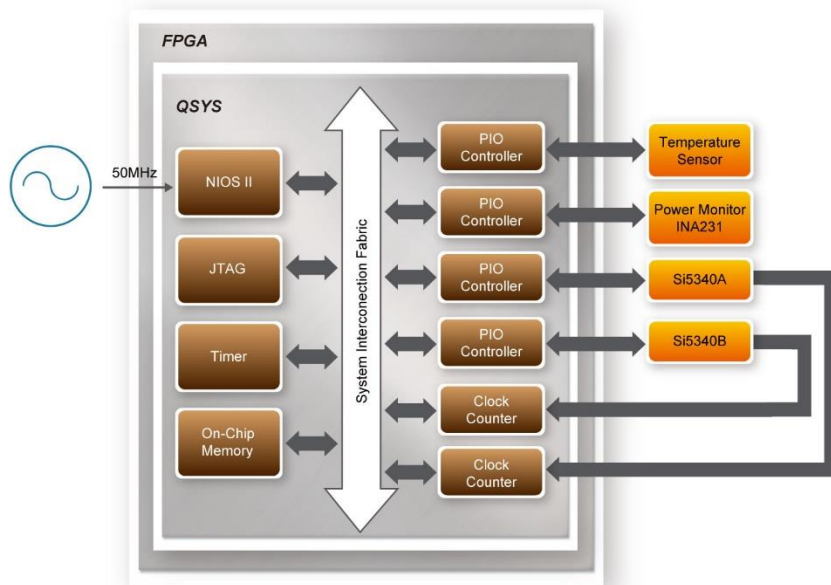 FPGA
QSYS
50MHz
NIOS II
JTAG
Timer
On-Chip
Memory
System Interconection Fabric
PIO
Controller
PIO
Controller
PIO
Controller
PIO
Controller
Clock
Counter
Clock
Counter
Temperature
Sensor
Power Monitor
INA231
Si5340A
Si5340B